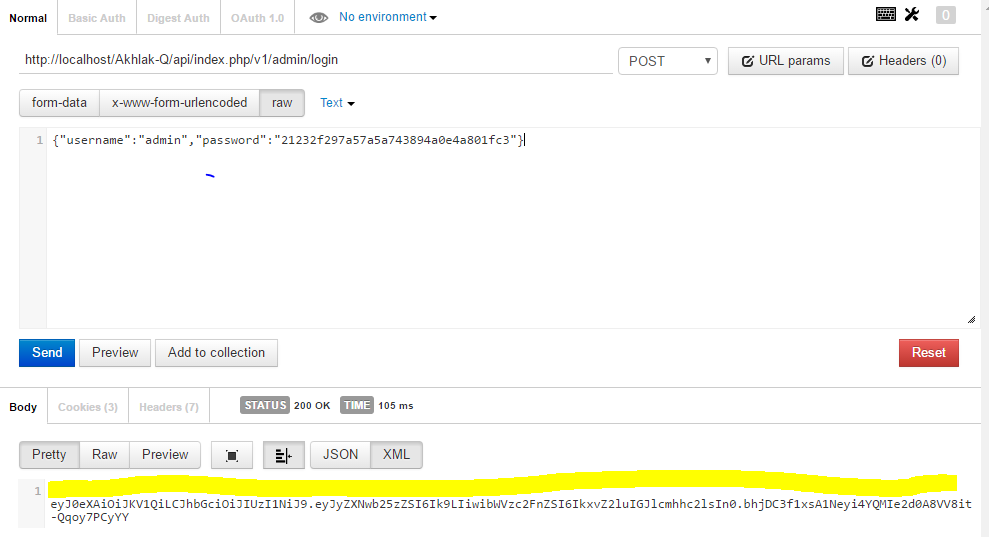 Normal Basic Auth Digest Auth OAuth 1.0 No environment 0
http://localhost/Akhlak-Q/api/index.php/v1/admin/login POST URL params Headers (0)
form-data x-www-form-urlencoded raw Text
1 {"username":"admin","password":"21232f297a57a5a743894a0e4a801fc3"}
Send Preview Add to collection Reset
Body Cookies (3) Headers (7) STATUS 200 OK TIME 105 ms
Pretty Raw Preview JSON XML
1
eyJ0eXAiOiJKV1QiLCJhbGciOiJIUzI1NiJ9.eyJyZXNwb25zZSI6Ik9LIiwibWVzc2FnZSI6IkxvZ2luIGJlcmhhc2lsIn0.bhjDC3f1xsA1Neyi4YQMIe2d0A8VV8it
-Qqoy7PCyYY